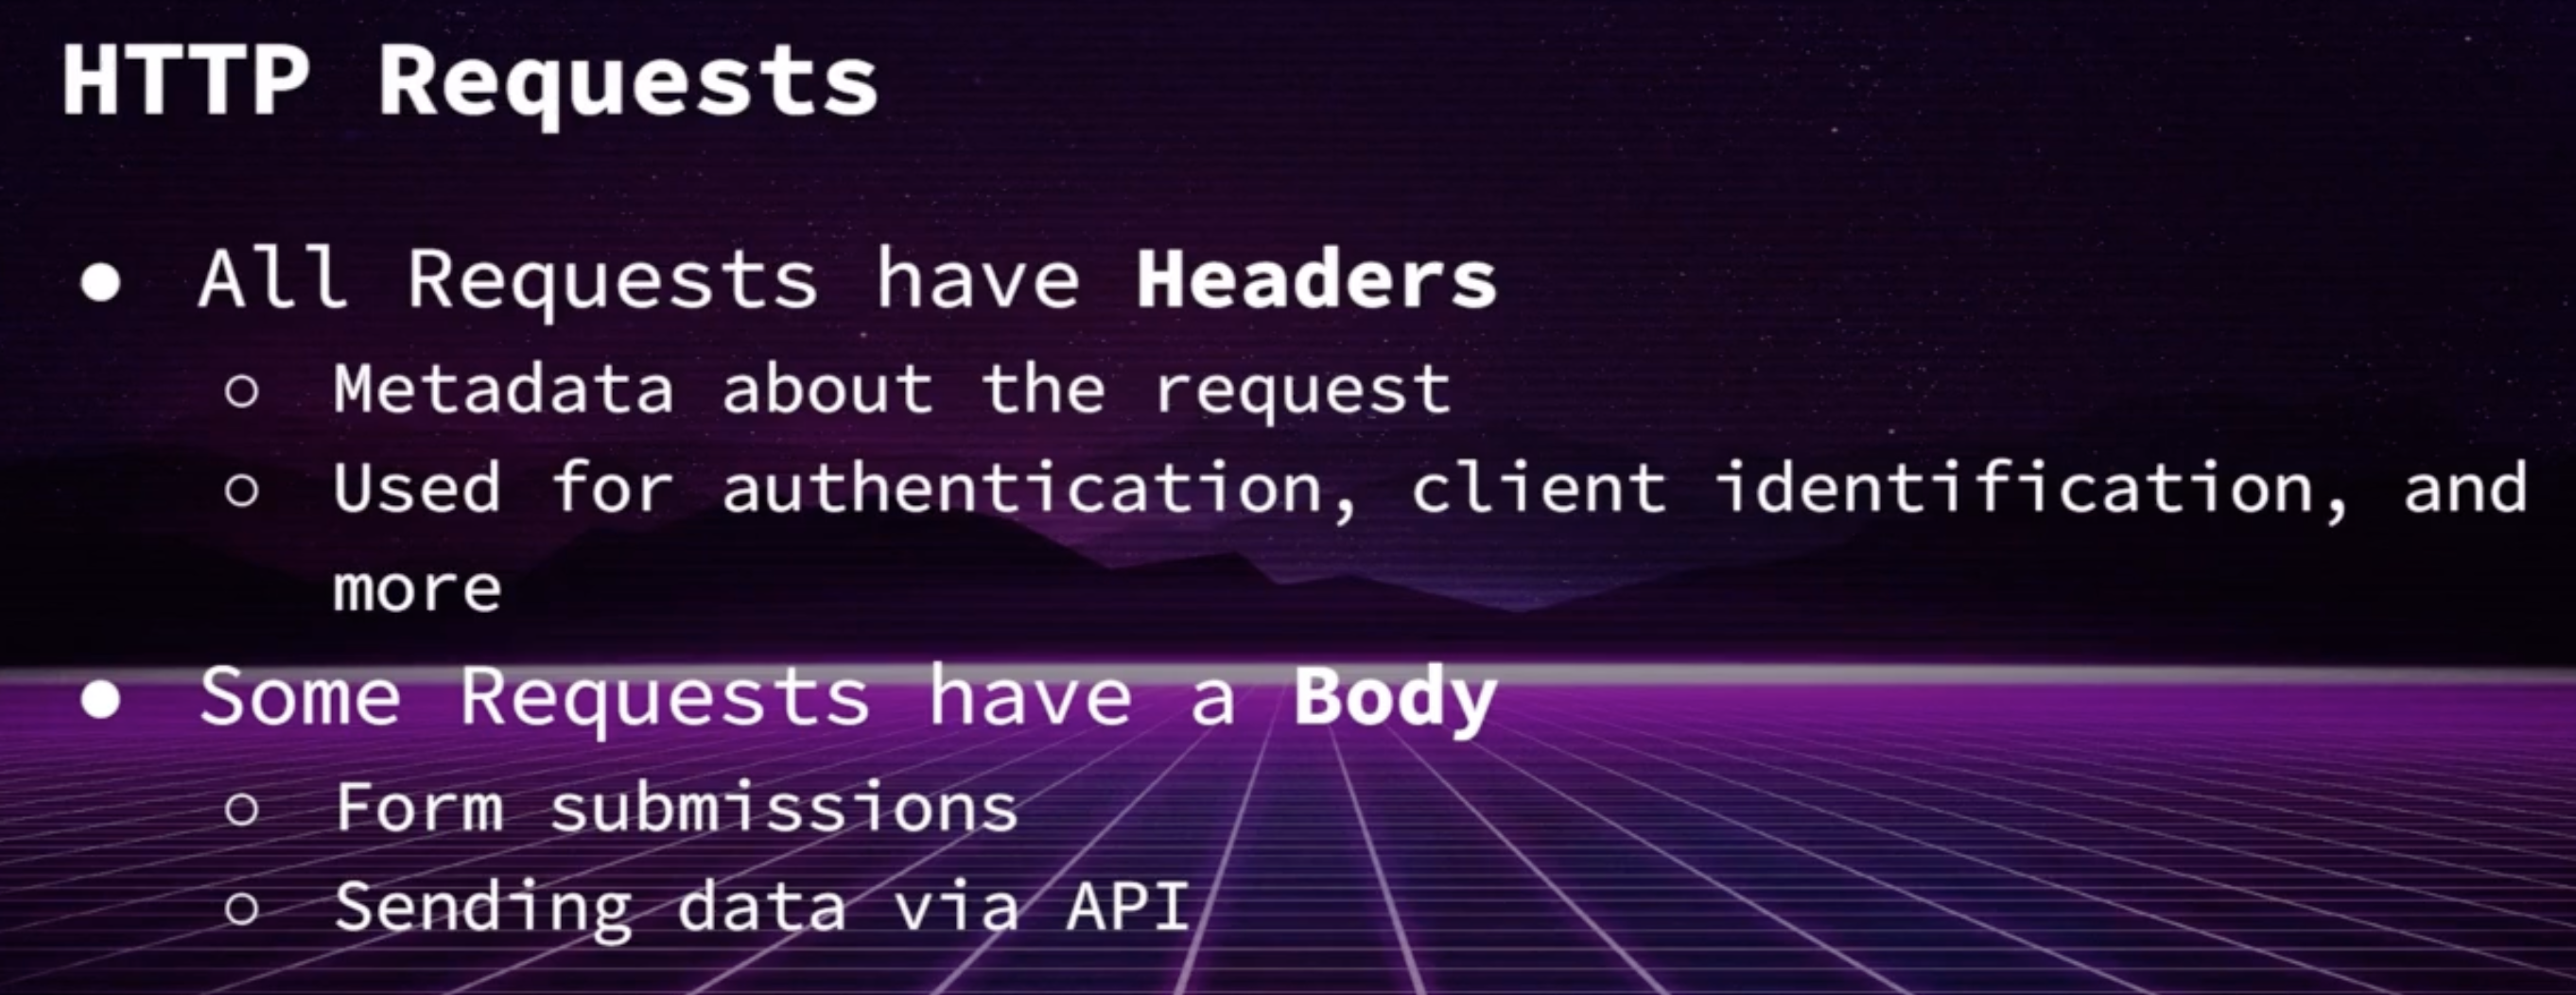 HTTP Requests
● All Requests have Headers
○ Metadata about the request
○ Used for authentication, client identification, and
more
● Some Requests have a Body
○ Form submissions
○ Sending data via API